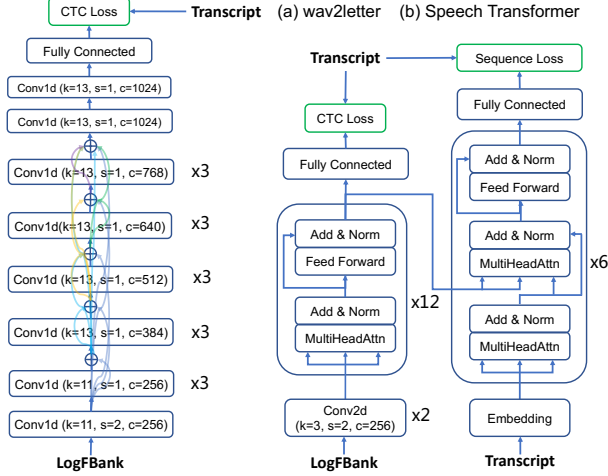 Transcript (a) wav2letter (b) Speech Transformer
CTC Loss
Fully Connected
Conv1d (k=13, s=1, c=1024)
Conv1d (k=13, s=1, c=1024)
Conv1d (k=13, s=1, c=768) x3
Conv1d(k=13, s=1, c=640) x3
Conv1d (k=13, s=1, c=512) x3
Conv1d (k=13, s=1, c=384) x3
Conv1d (k=11, s=1, c=256) x3
Conv1d (k=11, s=2, c=256)
LogFBank
Transcript
CTC Loss
Fully Connected
Add & Norm
Feed Forward
Add & Norm
MultiHeadAttn
x12
Conv2d
(k=3, s=2, c=256) x2
LogFBank
Sequence Loss
Fully Connected
Add & Norm
Feed Forward
Add & Norm
MultiHeadAttn
x6
Add & Norm
MultiHeadAttn
Embedding
Transcript